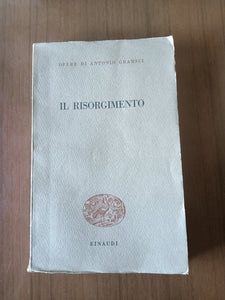 OPERE DI ANTONIO GRAMSCI
IL RISORGIMENTO
EINAUDI